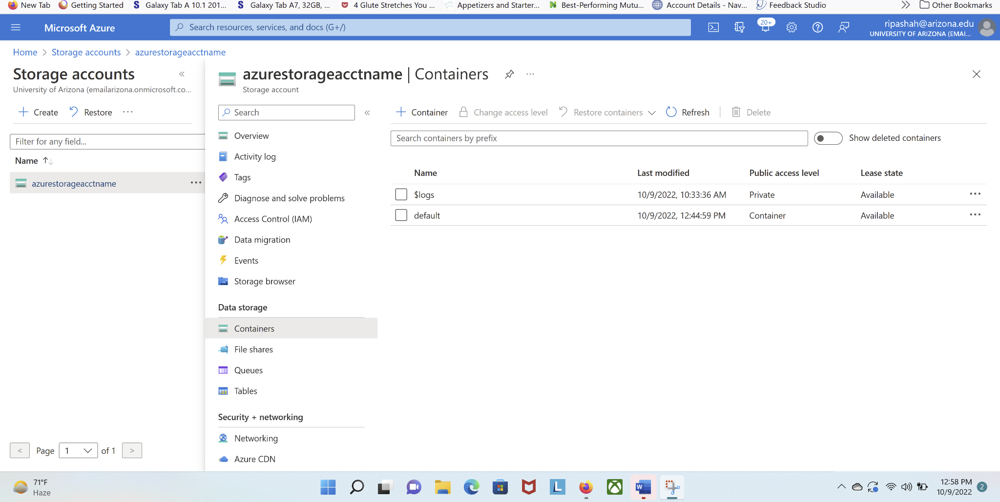 New Tab Getting Started Galaxy Tab A 10.1 201... Galaxy Tab A7, 32GB, ... 4 Glute Stretches You ... Appetizers and Starter... Best-Performing Mutu... Account Details - Nav... Feedback Studio Other Bookmarks
Microsoft Azure Search resources, services, and docs (G+/) 20+ ripashah@arizona.edu
UNIVERSITY OF ARIZONA (EMAI...
Home > Storage accounts > azurestorageacctname
Storage accounts «
University of Arizona (emailarizona.onmicrosoft.co...
+ Create Restore ...
Filter for any field...
Name ↑↓
azurestorageacctname ...
< Page 1 of 1 >
azurestorageacctname | Containers ...
Storage account
Search «
Overview
Activity log
Tags
Diagnose and solve problems
Access Control (IAM)
Data migration
Events
Storage browser
Data storage
Containers
File shares
Queues
Tables
Security + networking
Networking
Azure CDN
+ Container Change access level Restore containers Refresh Delete
Search containers by prefix Show deleted containers
Name Last modified Public access level Lease state
$logs 10/9/2022, 10:33:36 AM Private Available ...
default 10/9/2022, 12:44:59 PM Container Available ...
71°F
Haze
L W
12:58 PM
10/9/2022 2